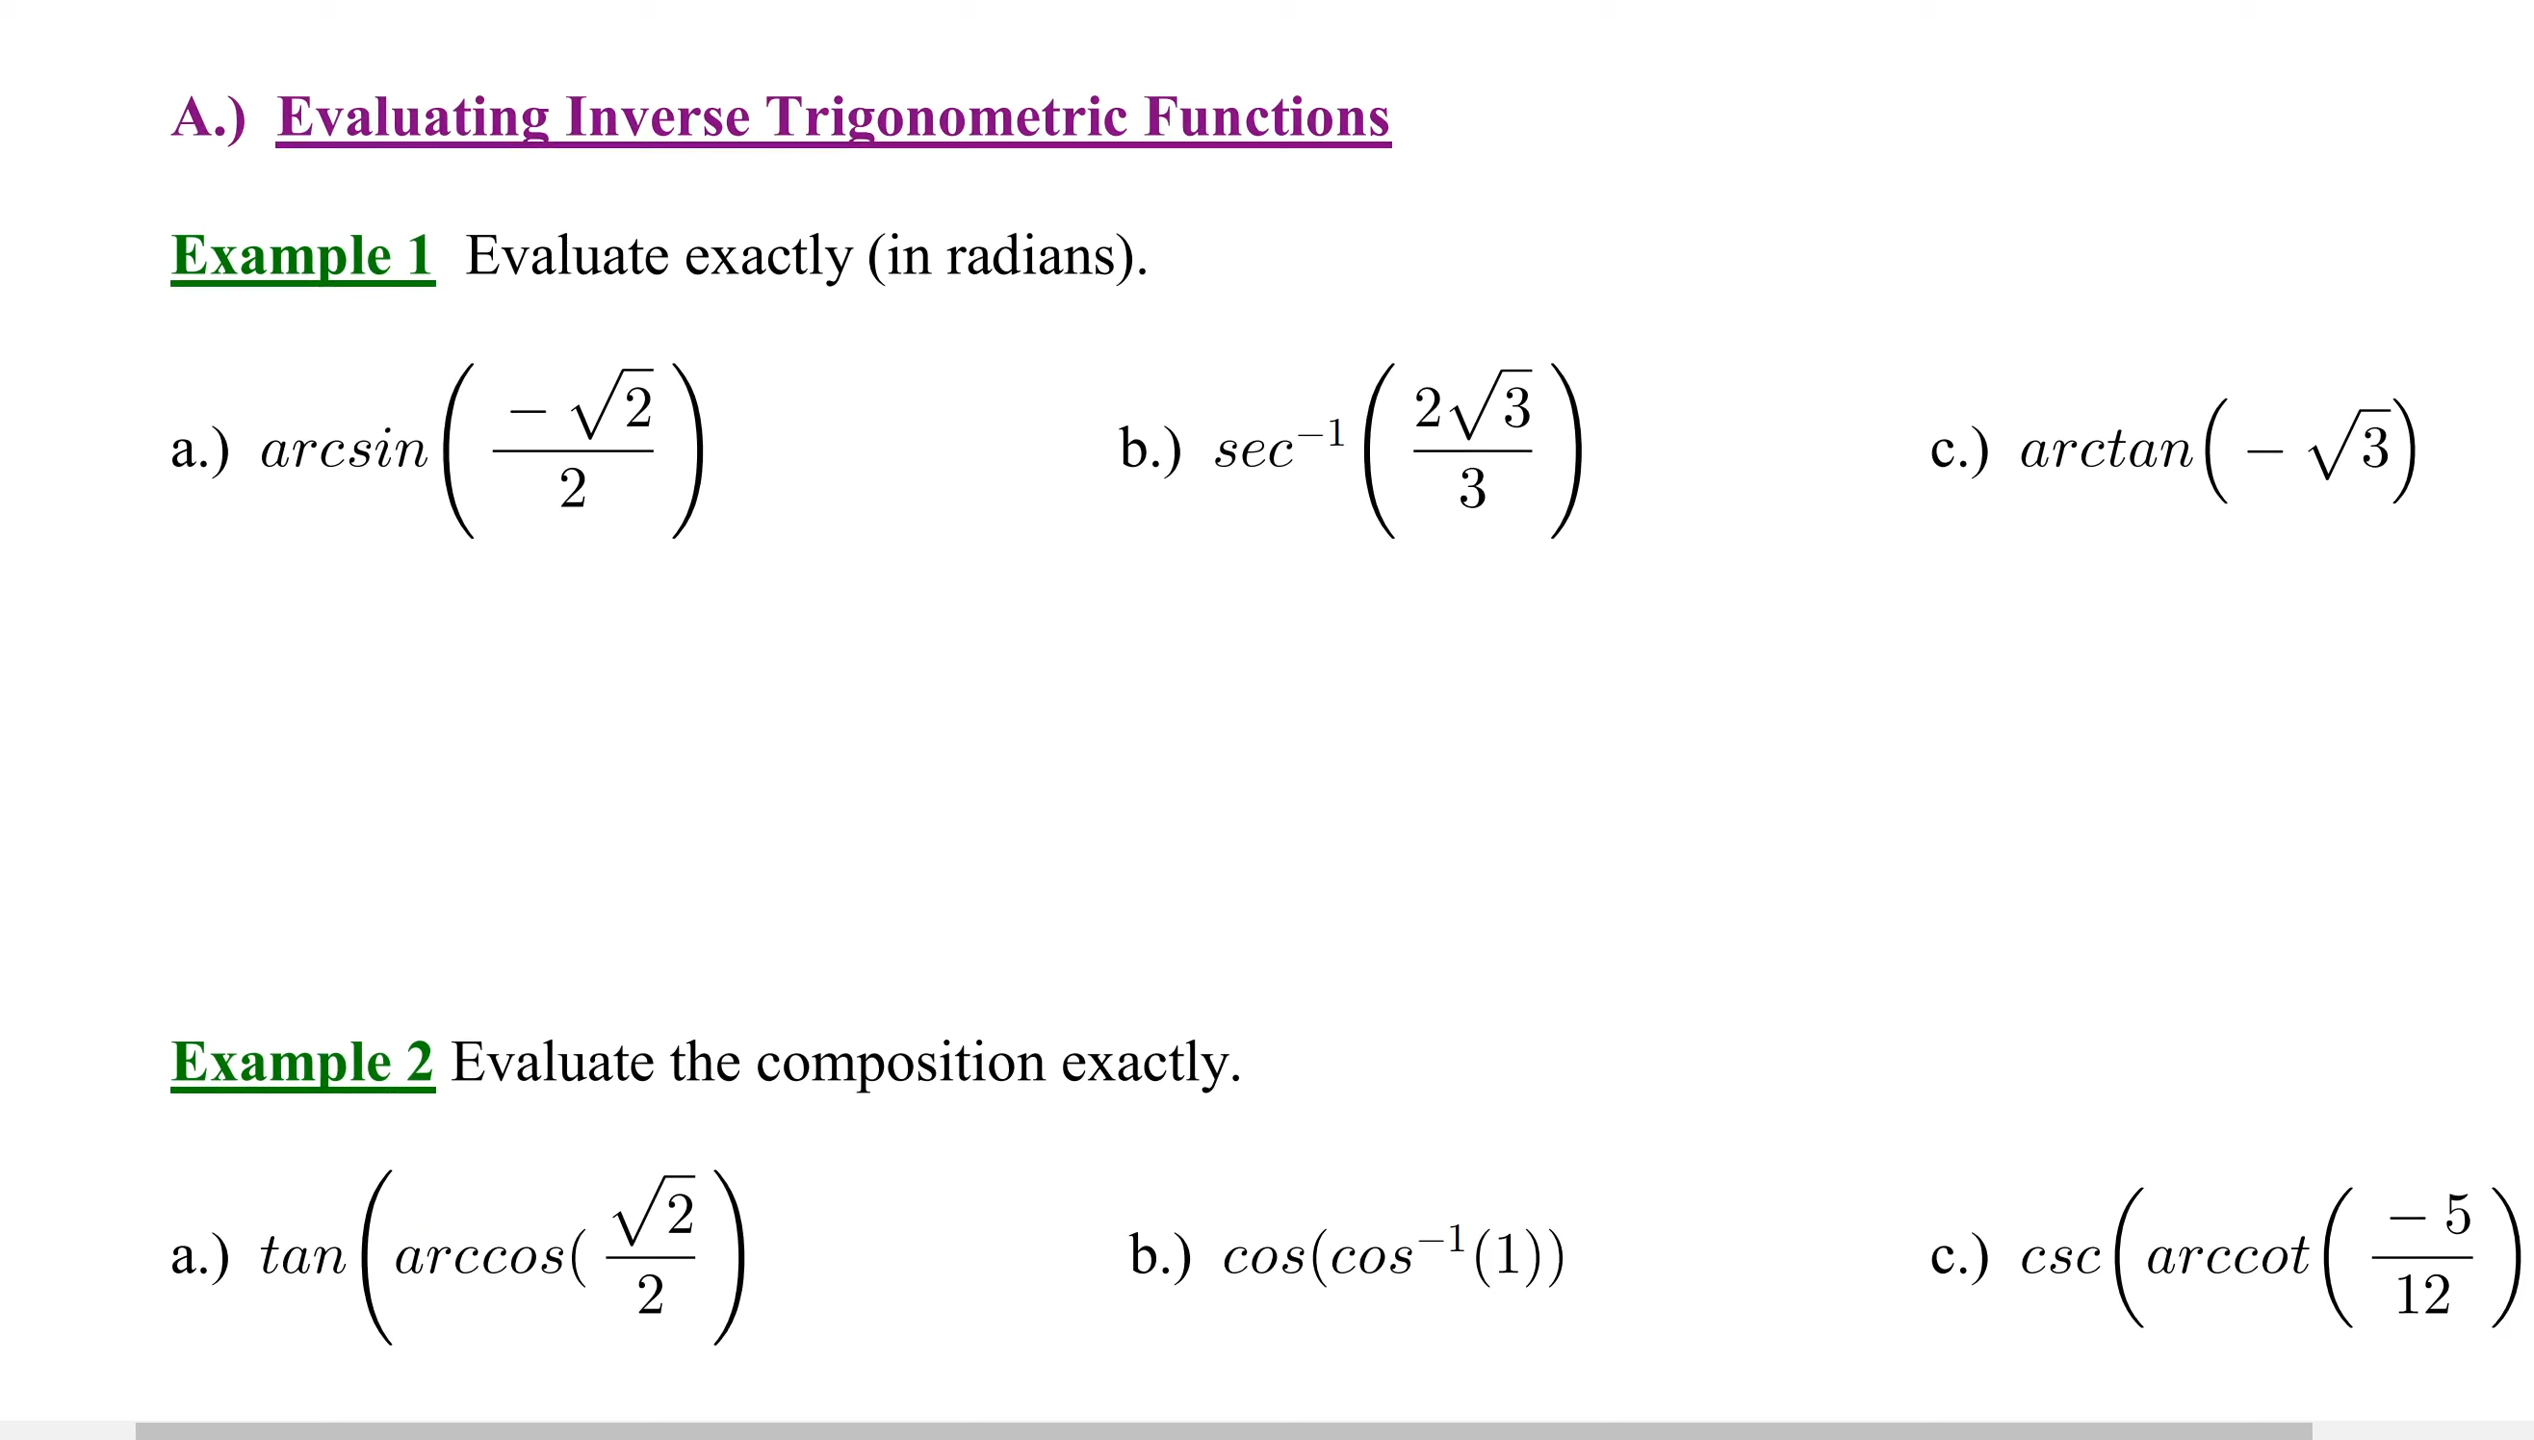 A.) Evaluating Inverse Trigonometric Functions
Example 1 Evaluate exactly (in radians).
a.) arcsin(−√2/2) b.) sec⁻¹(2√3/3) c.) arctan(−√3)
Example 2 Evaluate the composition exactly.
a.) tan(arccos(√2/2) b.) cos(cos⁻¹(1)) c.) csc(arccot(−5/12)